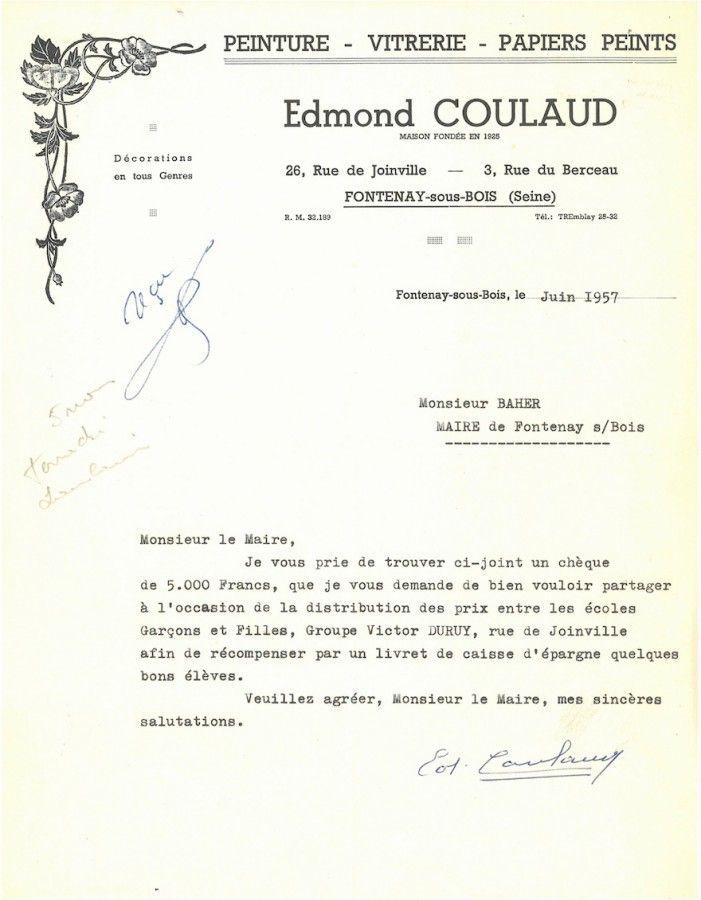 PEINTURE - VITRERIE - PAPIERS PEINTS
Edmond COULAUD
MAISON FONDÉE EN 1925
Décorations
en tous Genres
26, Rue de Joinville — 3, Rue du Berceau
FONTENAY-sous-BOIS (Seine)
R. M. 32.189
Tél.: TREmblay 28-32
Fontenay-sous-Bois, le Juin 1957
Monsieur BAHER
MAIRE de Fontenay s/Bois
Monsieur le Maire,
Je vous prie de trouver ci-joint un chèque
de 5.000 Francs, que je vous demande de bien vouloir partager
à l'occasion de la distribution des prix entre les écoles
Garçons et Filles, Groupe Victor DURUY, rue de Joinville
afin de récompenser par un livret de caisse d'épargne quelques
bons élèves.
Veuillez agréer, Monsieur le Maire, mes sincères
salutations.
Ed. Coulaud